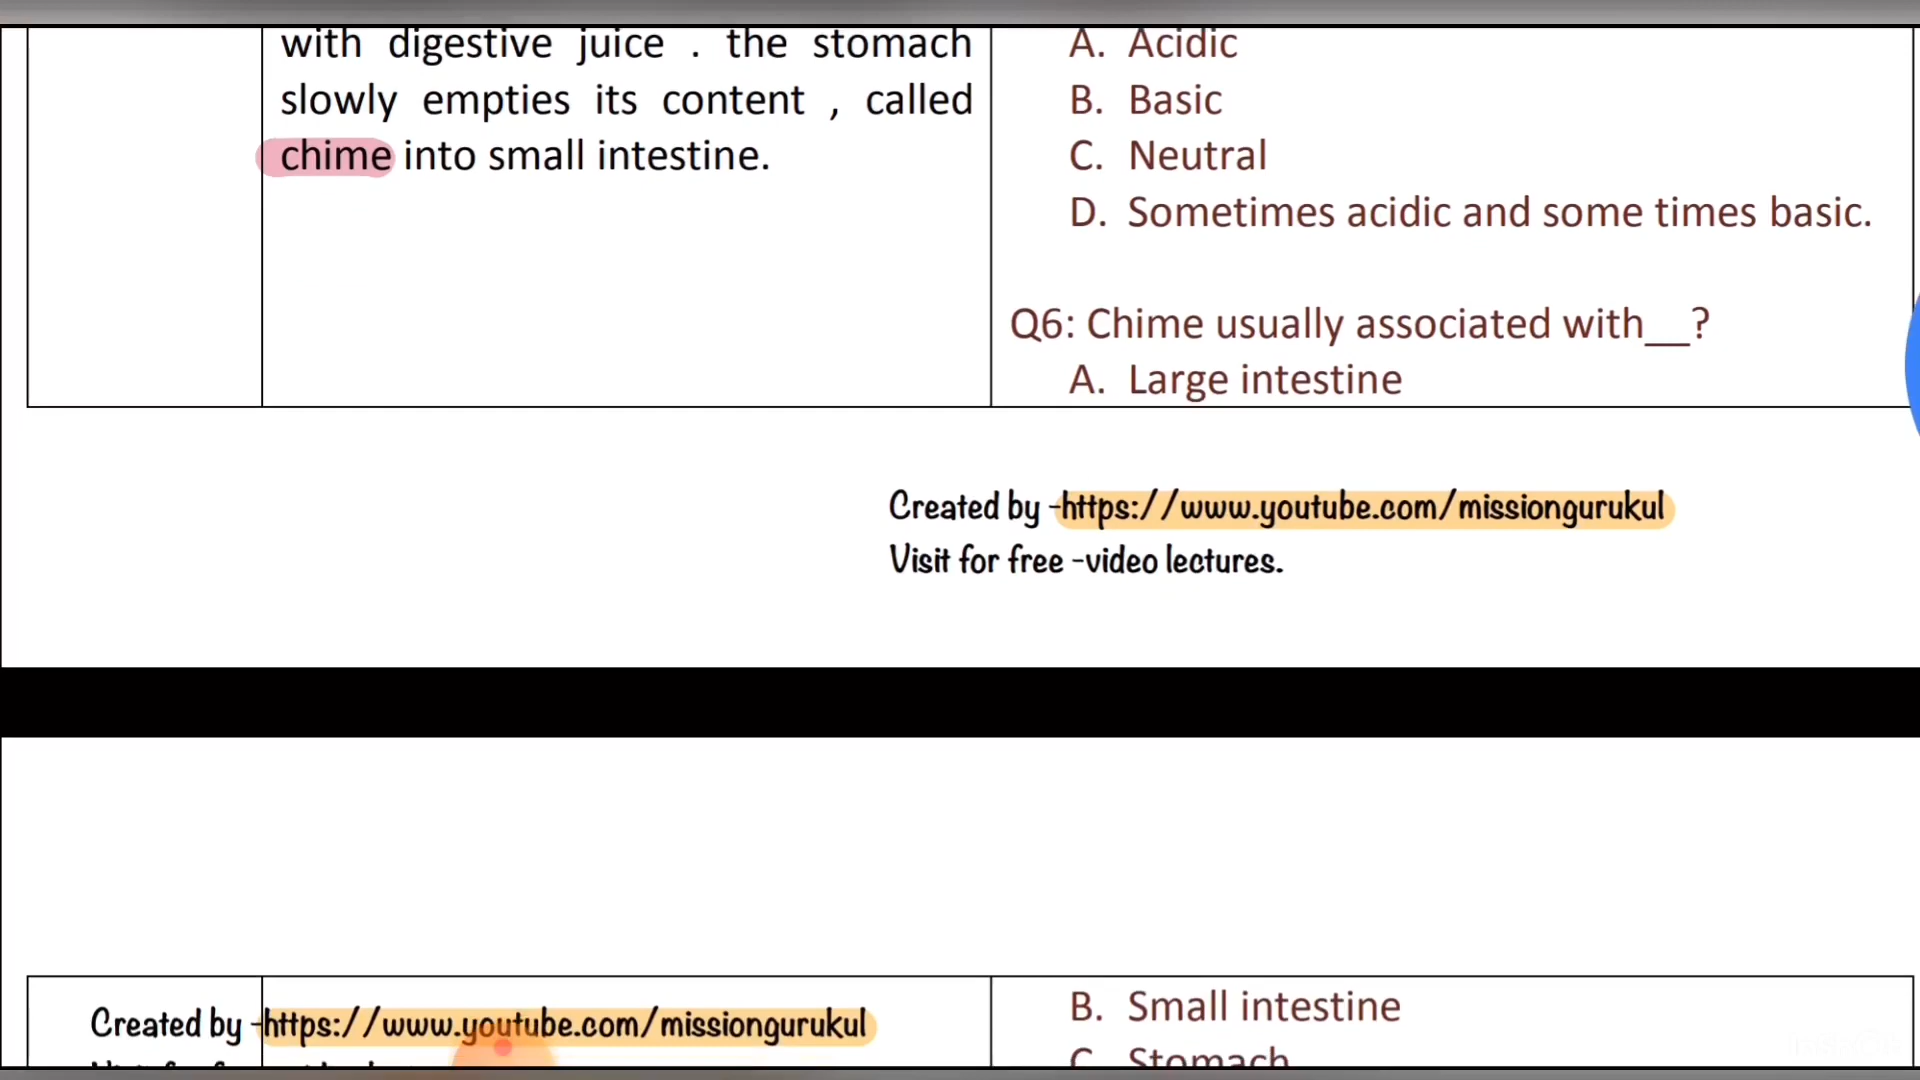 with digestive juice . the stomach
slowly empties its content , called
chime into small intestine.
A. Acidic
B. Basic
C. Neutral
D. Sometimes acidic and some times basic.
Q6: Chime usually associated with__?
A. Large intestine
Created by -https://www.youtube.com/missiongurukul
Visit for free -video lectures.
Created by -https://www.youtube.com/missiongurukul
B. Small intestine
C. Stomach